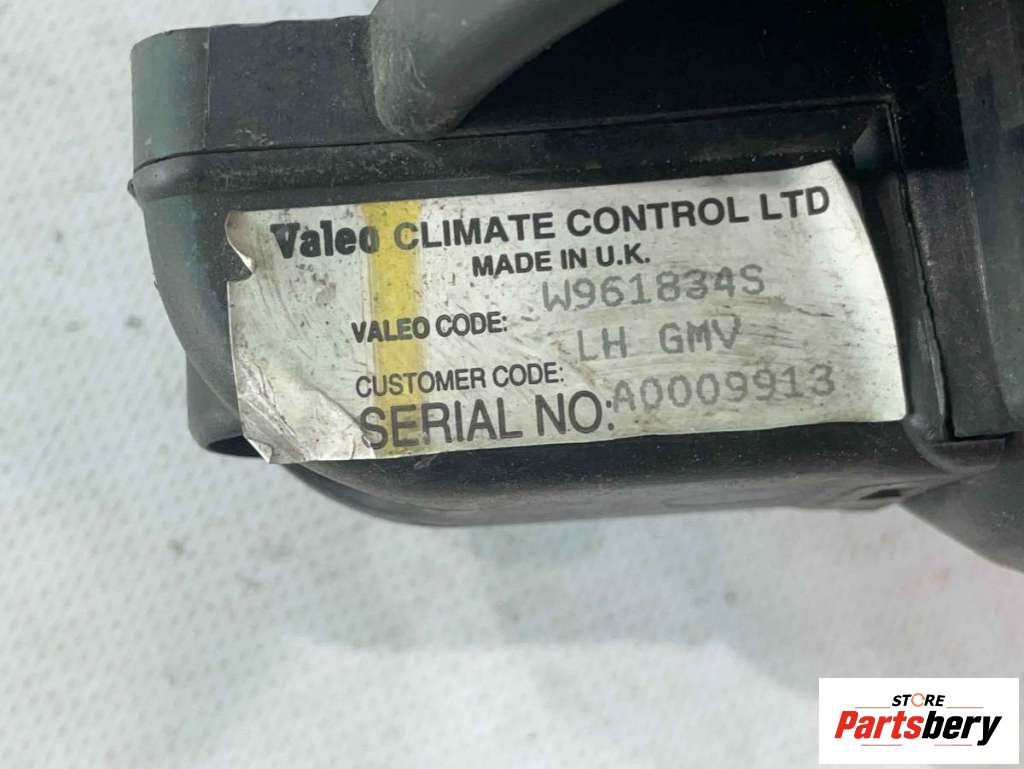 Valeo CLIMATE CONTROL LTD
MADE IN U.K.
VALEO CODE: W961834S
CUSTOMER CODE: LH GMV
SERIAL NO: A0009913
STORE
Partsbery